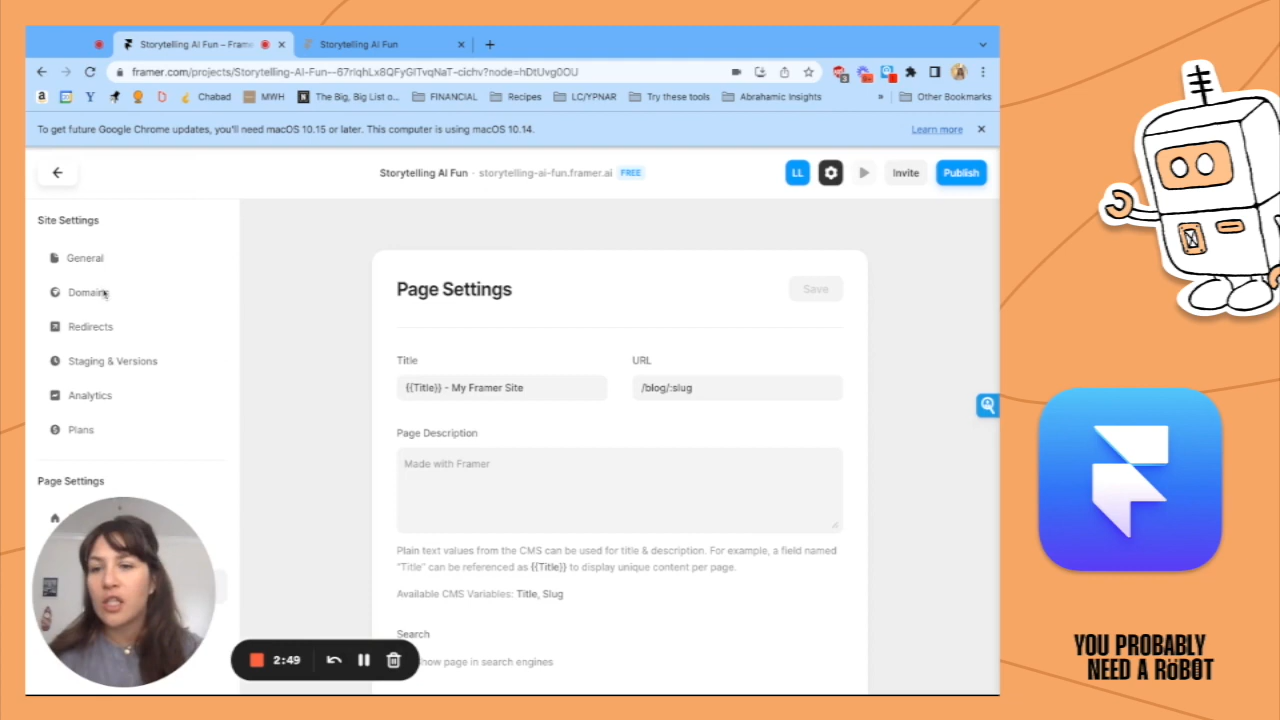 Storytelling AI Fun – Frame
Storytelling AI Fun
framer.com/projects/Storytelling-AI-Fun--67rIqhLx8QFyGlTvqNaT-cichv?node=hDtUvg0OU
Chabad
MWH
The Big, Big List o...
FINANCIAL
Recipes
LC/YPNAR
Try these tools
Abrahamic Insights
»
Other Bookmarks
To get future Google Chrome updates, you'll need macOS 10.15 or later. This computer is using macOS 10.14.
Learn more
Storytelling AI Fun · storytelling-ai-fun.framer.ai FREE
LL
Invite
Publish
Site Settings
General
Domains
Redirects
Staging & Versions
Analytics
Plans
Page Settings
Page Settings
Save
Title
URL
{{Title}} - My Framer Site
/blog/:slug
Page Description
Made with Framer
Plain text values from the CMS can be used for title & description. For example, a field named
"Title" can be referenced as {{Title}} to display unique content per page.
Available CMS Variables: Title, Slug
Search
how page in search engines
2:49
YOU PROBABLY
NEED A RÖBOT